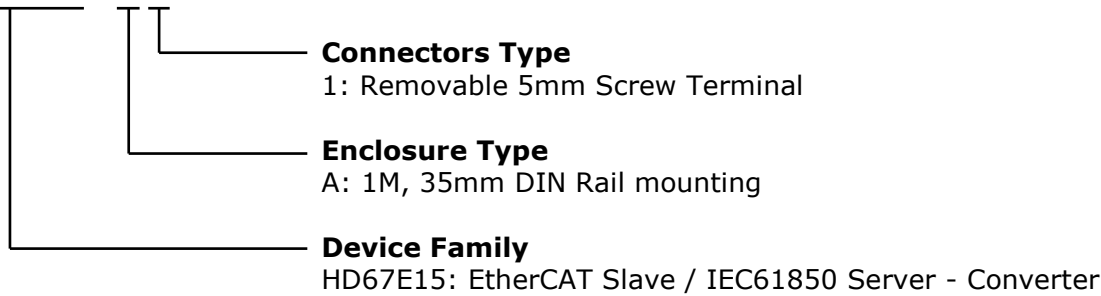 Connectors Type
1: Removable 5mm Screw Terminal
Enclosure Type
A: 1M, 35mm DIN Rail mounting
Device Family
HD67E15: EtherCAT Slave / IEC61850 Server - Converter